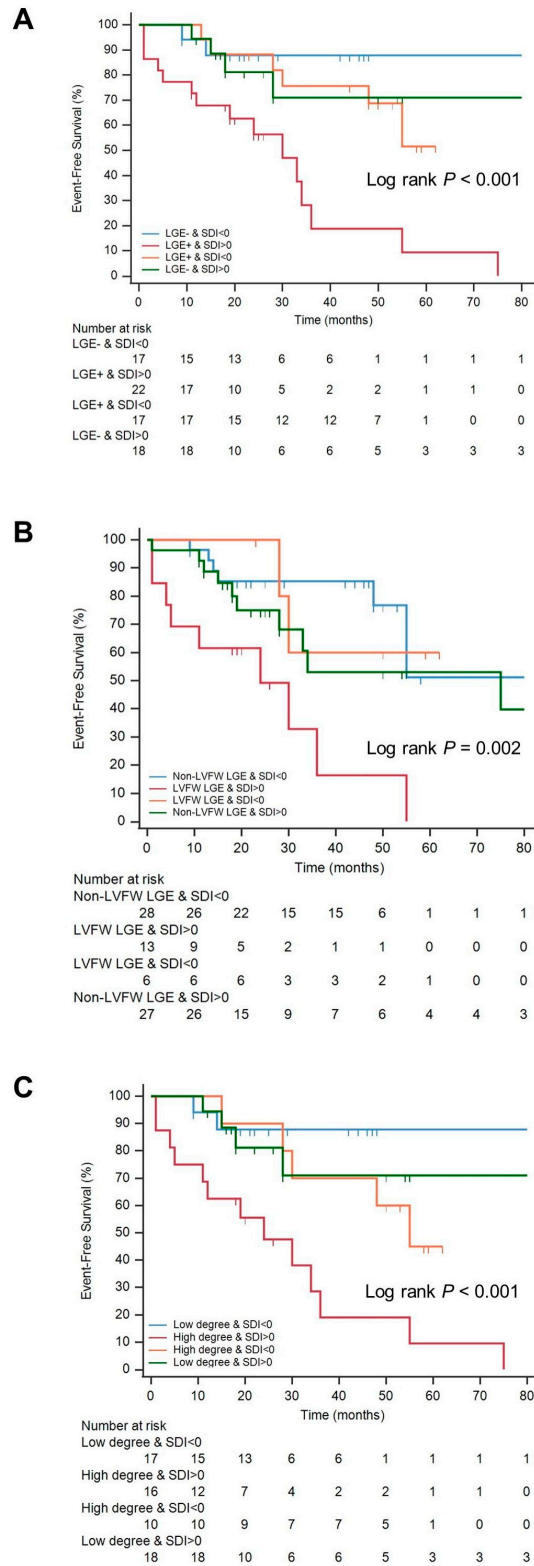 A
100
90
80
70
60
50
40
30
20
10
0
Event-Free Survival (%)
Log rank P < 0.001
LGE- & SDI<0
LGE+ & SDI>0
LGE+ & SDI<0
LGE- & SDI>0
0 10 20 30 40 50 60 70 80
Time (months)
Number at risk
LGE- & SDI<0
17 15 13 6 6 1 1 1 1
LGE+ & SDI>0
22 17 10 5 2 2 1 1 0
LGE+ & SDI<0
17 17 15 12 12 7 1 0 0
LGE- & SDI>0
18 18 10 6 6 5 3 3 3
B
100
90
80
70
60
50
40
30
20
10
0
Event-Free Survival (%)
Log rank P = 0.002
Non-LVFW LGE & SDI<0
LVFW LGE & SDI>0
LVFW LGE & SDI<0
Non-LVFW LGE & SDI>0
0 10 20 30 40 50 60 70 80
Time (months)
Number at risk
Non-LVFW LGE & SDI<0
28 26 22 15 15 6 1 1 1
LVFW LGE & SDI>0
13 9 5 2 1 1 0 0 0
LVFW LGE & SDI<0
6 6 6 3 3 2 1 0 0
Non-LVFW LGE & SDI>0
27 26 15 9 7 6 4 4 3
C
100
90
80
70
60
50
40
30
20
10
0
Event-Free Survival (%)
Log rank P < 0.001
Low degree & SDI<0
High degree & SDI>0
High degree & SDI<0
Low degree & SDI>0
0 10 20 30 40 50 60 70 80
Time (months)
Number at risk
Low degree & SDI<0
17 15 13 6 6 1 1 1 1
High degree & SDI>0
16 12 7 4 2 2 1 1 0
High degree & SDI<0
10 10 9 7 7 5 1 0 0
Low degree & SDI>0
18 18 10 6 6 5 3 3 3